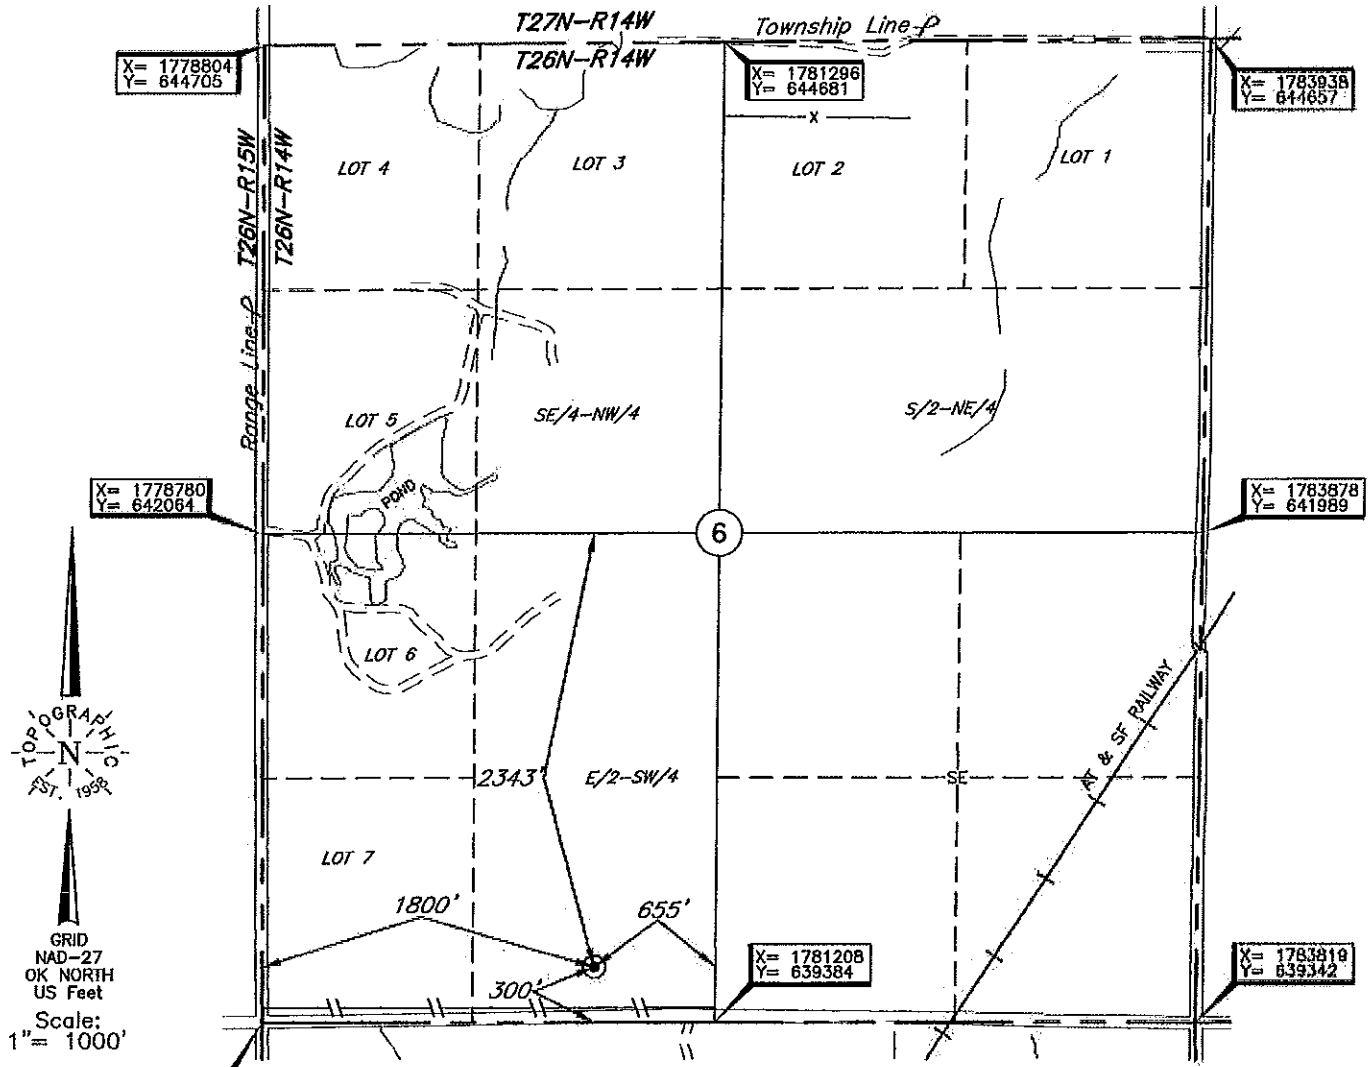 T27N-R14W
Township Line
T26N-R14W
X= 1778804
Y= 644705
X= 1781296
Y= 644681
X= 1783938
Y= 644657
X
T26N-R15W
T26N-R14W
LOT 4
LOT 3
LOT 2
LOT 1
Range Line
LOT 5
SE/4-NW/4
S/2-NE/4
POND
X= 1778780
Y= 642064
6
X= 1783878
Y= 641989
LOT 6
AT & SF RAILWAY
TOPOGRAPHIC
N
EST. 1958
2343'
E/2-SW/4
SE
LOT 7
1800'
655'
300'
X= 1781208
Y= 639384
X= 1783819
Y= 639342
GRID
NAD-27
OK NORTH
US Feet
Scale:
1"= 1000'